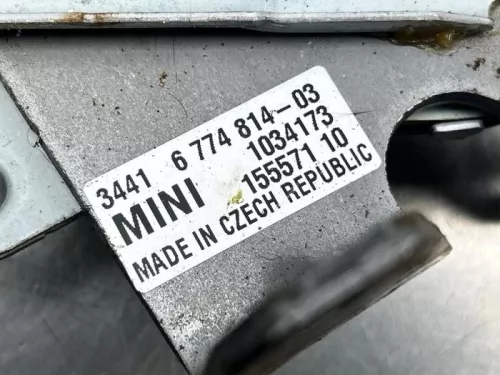 3441 6 774 814-03
1034173
MINI 155571 10
MADE IN CZECH REPUBLIC